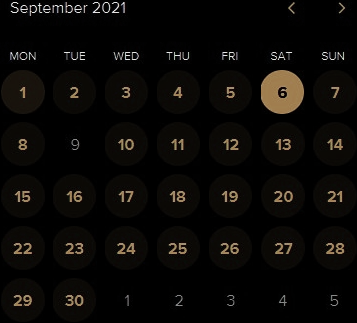 September 2021
MON TUE WED THU FRI SAT SUN
1 2 3 4 5 6 7
8 9 10 11 12 13 14
15 16 17 18 19 20 21
22 23 24 25 26 27 28
29 30 1 2 3 4 5